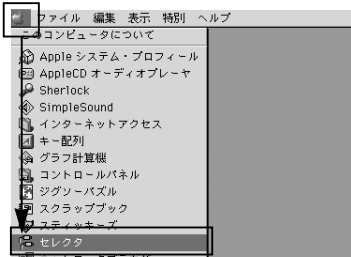 ファイル 編集 表示 特別 ヘルプ
このコンピュータについて
Apple システム・プロフィール
AppleCD オーディオプレーヤ
Sherlock
SimpleSound
インターネットアクセス
キー配列
グラフ計算機
コントロールパネル
ジグソーパズル
スクラップブック
スティッキーズ
セレクタ